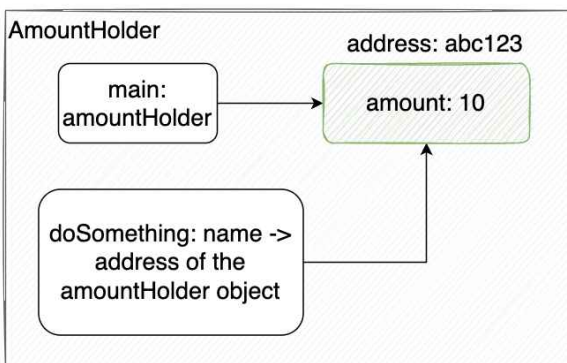 AmountHolder
address: abc123
main:
amountHolder
amount: 10
doSomething: name ->
address of the
amountHolder object